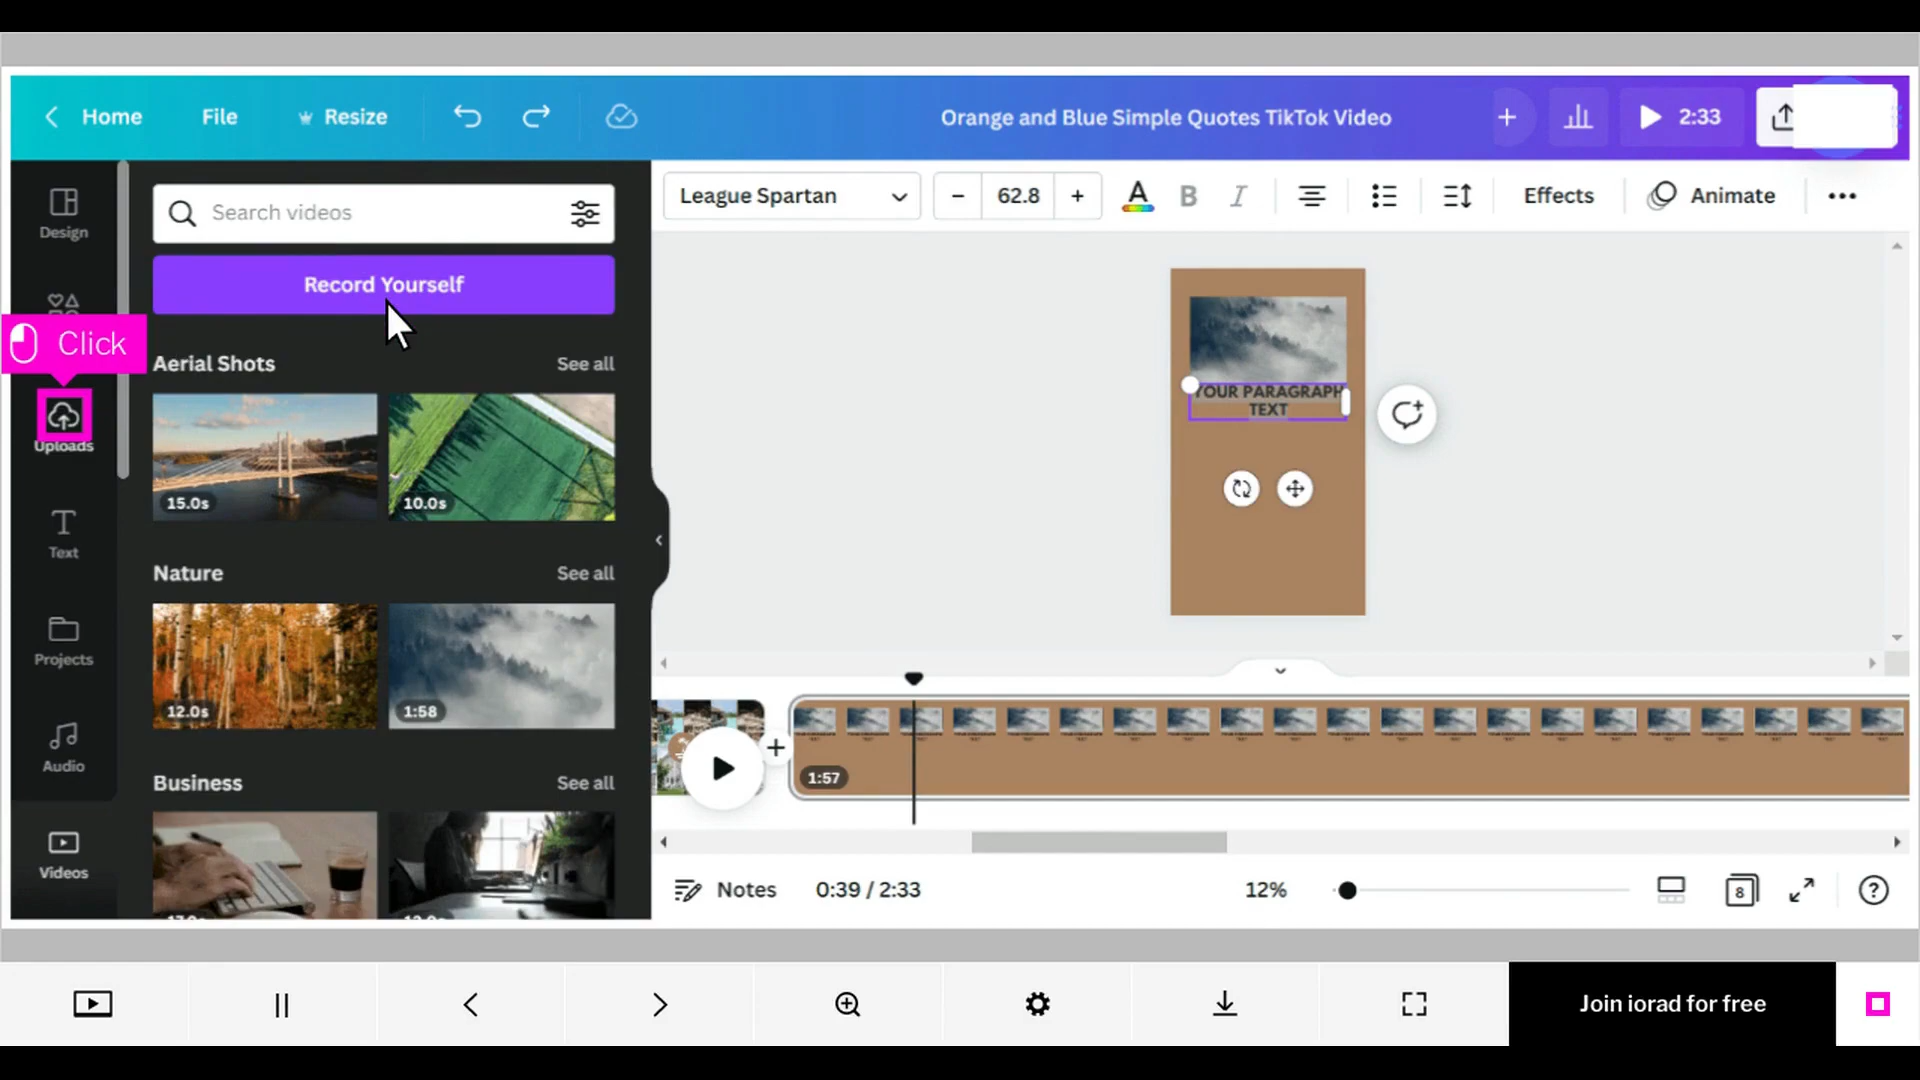 Home
File
Resize
Orange and Blue Simple Quotes TikTok Video
2:33
Design
Click
Uploads
Text
Projects
Audio
Videos
Search videos
Record Yourself
Aerial Shots
See all
15.0s
10.0s
Nature
See all
12.0s
1:58
Business
See all
League Spartan
62.8
A
B
I
Effects
Animate
YOUR PARAGRAPH
TEXT
1:57
Notes
0:39 / 2:33
12%
8
Join iorad for free